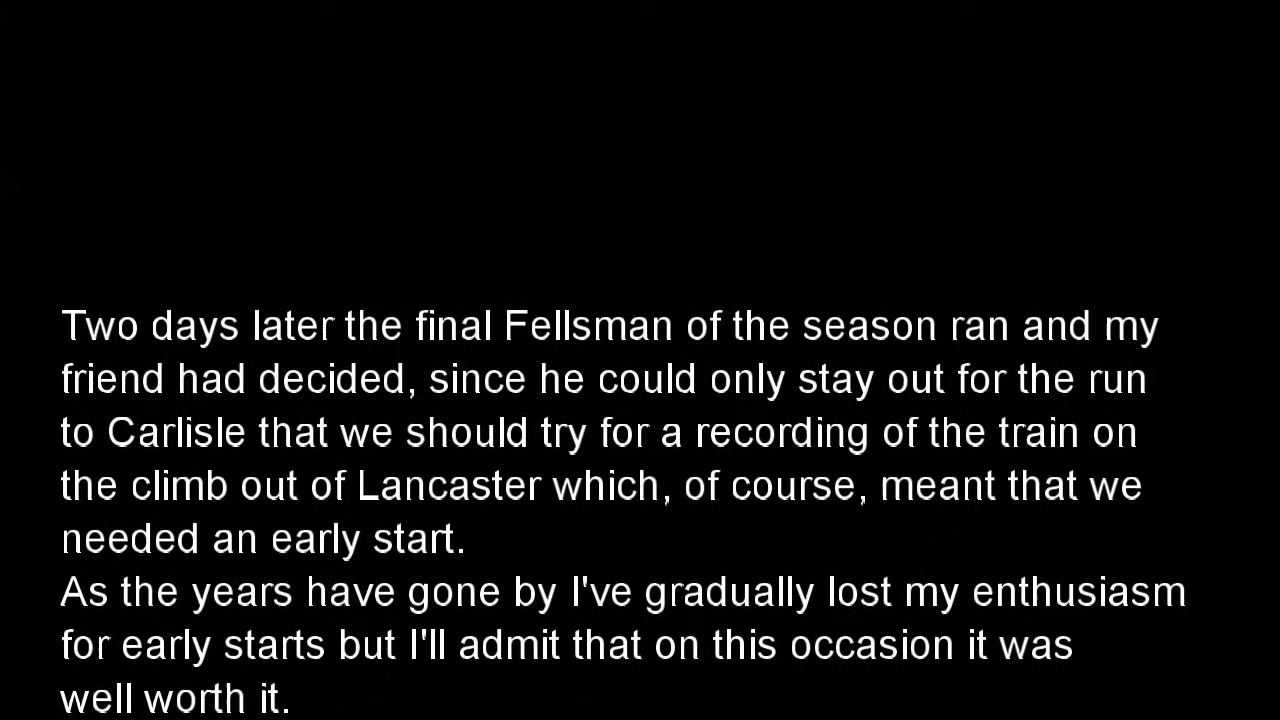 Two days later the final Fellsman of the season ran and my
friend had decided, since he could only stay out for the run
to Carlisle that we should try for a recording of the train on
the climb out of Lancaster which, of course, meant that we
needed an early start.
As the years have gone by I've gradually lost my enthusiasm
for early starts but I'll admit that on this occasion it was
well worth it.